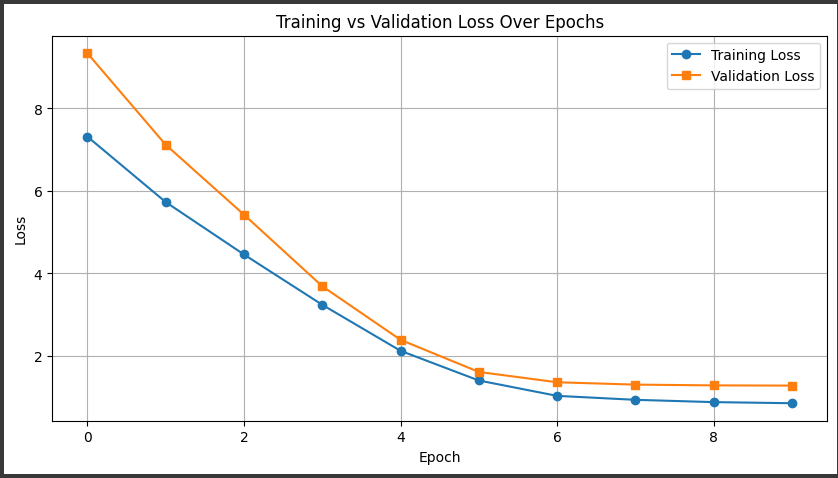 Training vs Validation Loss Over Epochs
Training Loss
Validation Loss
8
6
4
2
Loss
0 2 4 6 8
Epoch